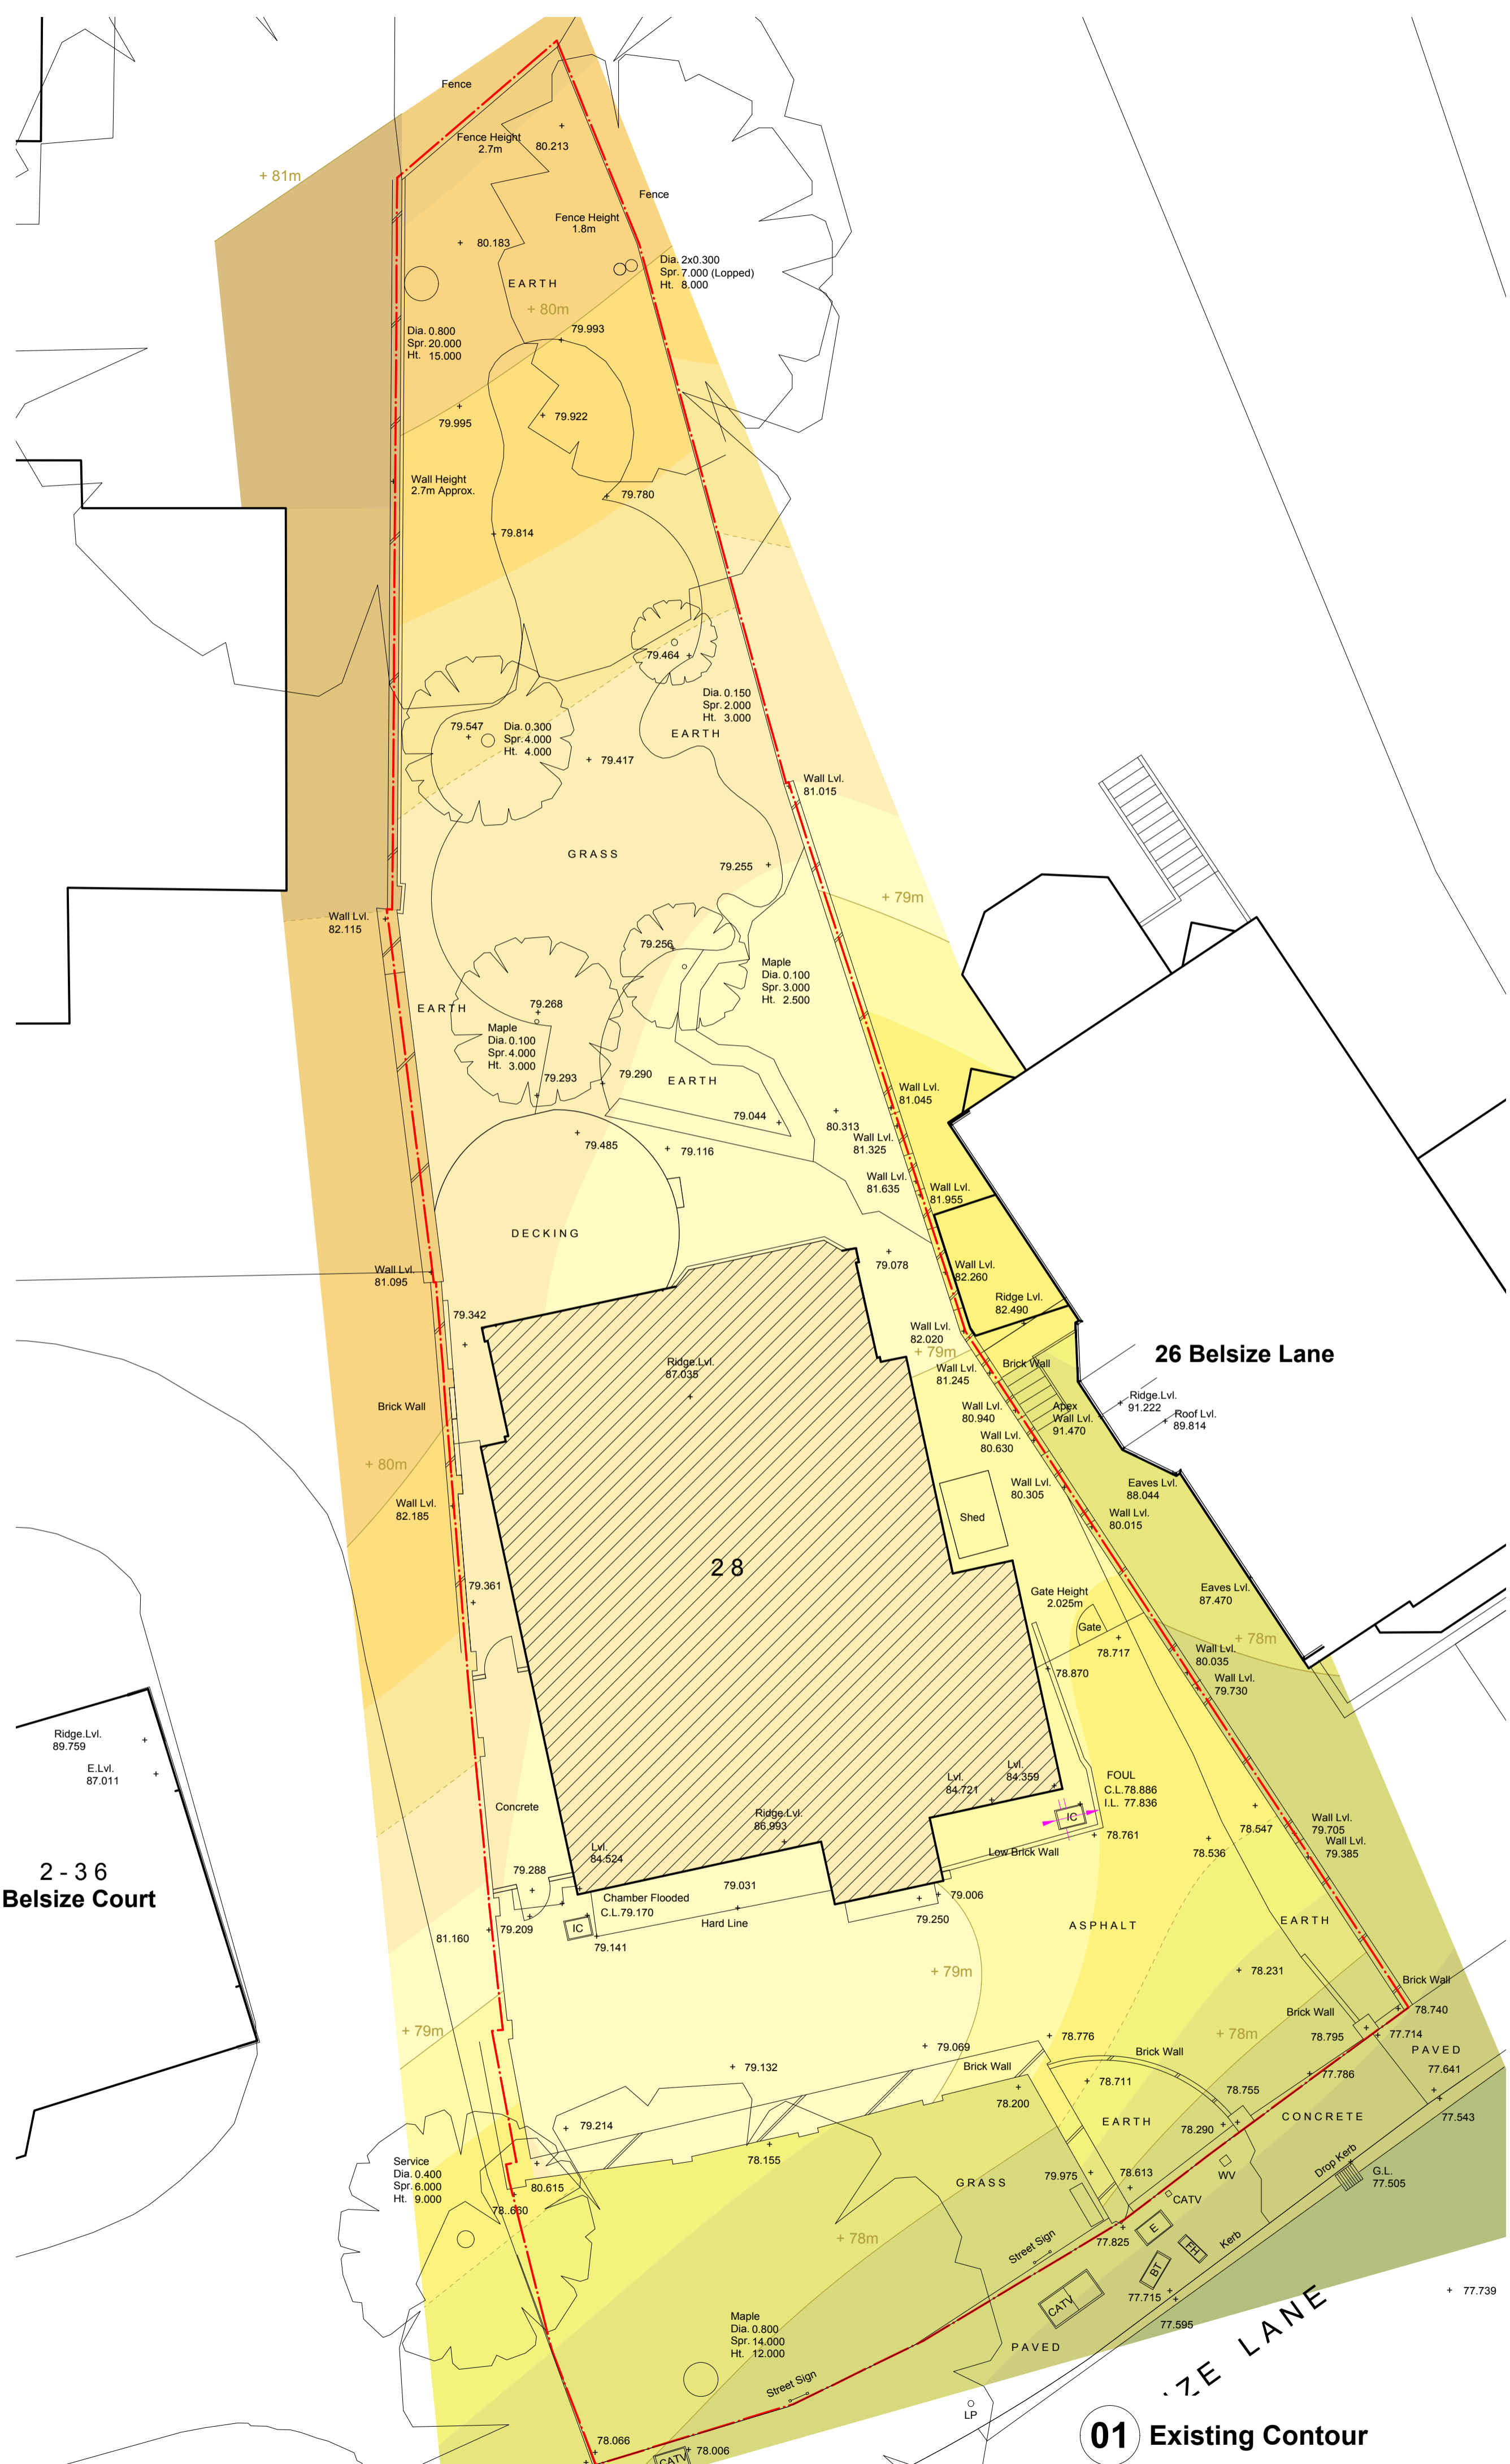 Fence
Fence Height
2.7m
80.213
+ 81m
Fence
Fence Height
1.8m
80.183
Dia. 2x0.300
Spr. 7.000 (Lopped)
Ht. 8.000
EARTH
+ 80m
Dia. 0.800
Spr. 20.000
Ht. 15.000
79.993
79.995
79.922
Wall Height
2.7m Approx.
79.780
79.814
79.464
Dia. 0.150
Spr. 2.000
Ht. 3.000
EARTH
79.547
Dia. 0.300
Spr. 4.000
Ht. 4.000
79.417
Wall Lvl.
81.015
GRASS
79.255
+ 79m
Wall Lvl.
82.115
79.256
Maple
Dia. 0.100
Spr. 3.000
Ht. 2.500
EARTH
79.268
Maple
Dia. 0.100
Spr. 4.000
Ht. 3.000
79.293
79.290
EARTH
Wall Lvl.
81.045
79.044
80.313
Wall Lvl.
81.325
79.485
79.116
Wall Lvl.
81.635
Wall Lvl.
81.955
DECKING
79.078
Wall Lvl.
81.095
Wall Lvl.
82.260
Ridge Lvl.
82.490
79.342
Wall Lvl.
82.020
+ 79m
Ridge.Lvl.
87.035
Wall Lvl.
81.245
Brick Wall
26 Belsize Lane
Brick Wall
Wall Lvl.
80.940
Apex
Wall Lvl.
91.470
Ridge.Lvl.
91.222
Roof Lvl.
89.814
Wall Lvl.
80.630
+ 80m
Wall Lvl.
80.305
Eaves Lvl.
88.044
Wall Lvl.
82.185
Shed
Wall Lvl.
80.015
28
79.361
Gate Height
2.025m
Eaves Lvl.
87.470
Gate
78.717
+ 78m
78.870
Wall Lvl.
80.035
Wall Lvl.
79.730
Ridge.Lvl.
89.759
E.Lvl.
87.011
Lvl.
84.721
Lvl.
84.359
FOUL
C.L.78.886
I.L. 77.836
IC
Concrete
Ridge.Lvl.
86.993
78.547
Wall Lvl.
79.705
78.761
78.536
Wall Lvl.
79.385
Low Brick Wall
Lvl.
84.524
2 - 3 6
Belsize Court
79.288
Chamber Flooded
C.L.79.170
79.031
79.006
79.250
Hard Line
79.209
IC
81.160
79.141
ASPHALT
EARTH
+ 79m
78.231
Brick Wall
78.740
+ 79m
78.776
+ 78m
Brick Wall
78.795
77.714
PAVED
77.641
79.132
79.069
Brick Wall
Brick Wall
78.711
77.786
78.200
78.755
EARTH
CONCRETE
77.543
79.214
78.290
78.155
Service
Dia. 0.400
Spr. 6.000
Ht. 9.000
80.615
78..660
GRASS
79.975
78.613
WV
Drop Kerb
G.L.
77.505
CATV
+ 78m
Street Sign
77.825
E
FH
Kerb
BT
77.715
77.739
CATV
77.595
Maple
Dia. 0.800
Spr. 14.000
Ht. 12.000
PAVED
IZE LANE
Street Sign
LP
01 Existing Contour
78.066
CATV
78.006